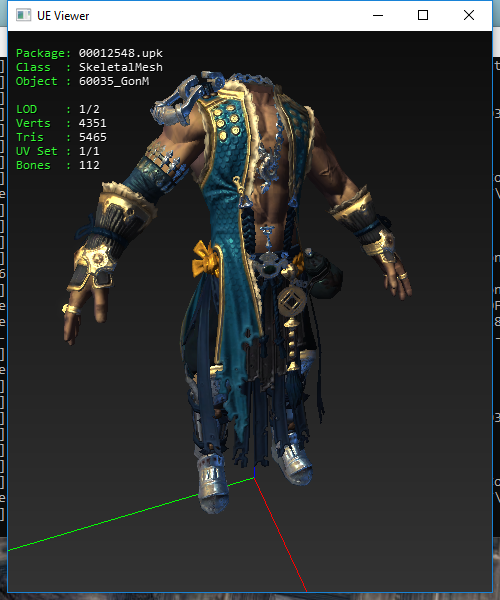 UE Viewer
Package: 00012548.upk
Class : SkeletalMesh
Object : 60035_GonM
LOD : 1/2
Verts : 4351
Tris : 5465
UV Set : 1/1
Bones : 112